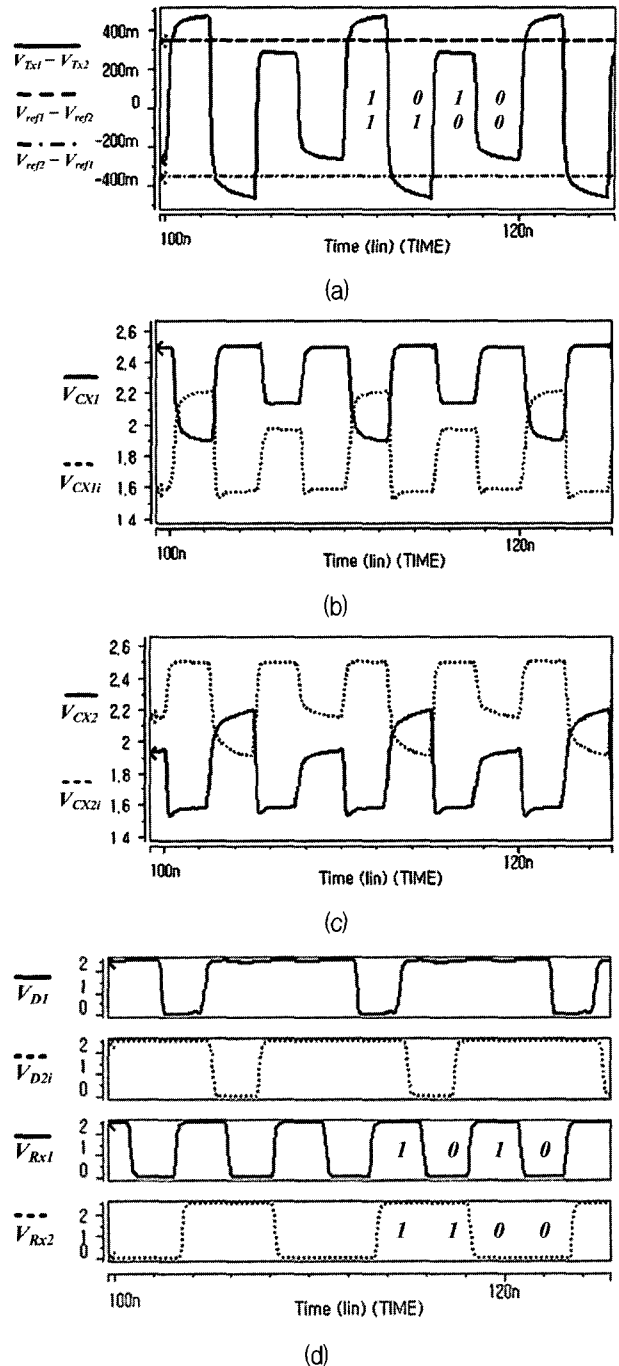 400m
200m
0
-200m
-400m
V_Tx1 – V_Tx2
V_ref1 – V_ref2
V_ref2 – V_ref1
1 0 1 0
1 1 0 0
100n 120n
Time (lin) (TIME)
(a)
2,6
2,4
2,2
2
1,8
1,6
1 4
V_CX1
V_CX1i
100n 120n
Time (lin) (TIME)
(b)
2,6
2,4
2,2
2
1,8
1,6
1 4
V_CX2
V_CX2i
100n 120n
Time (lin) (TIME)
(c)
V_D1
2
1
0
V_D2i
2
1
0
V_Rx1
2
1
0
1 0 1 0
V_Rx2
2
1
0
1 1 0 0
100n 120n
Time (lin) (TIME)
(d)